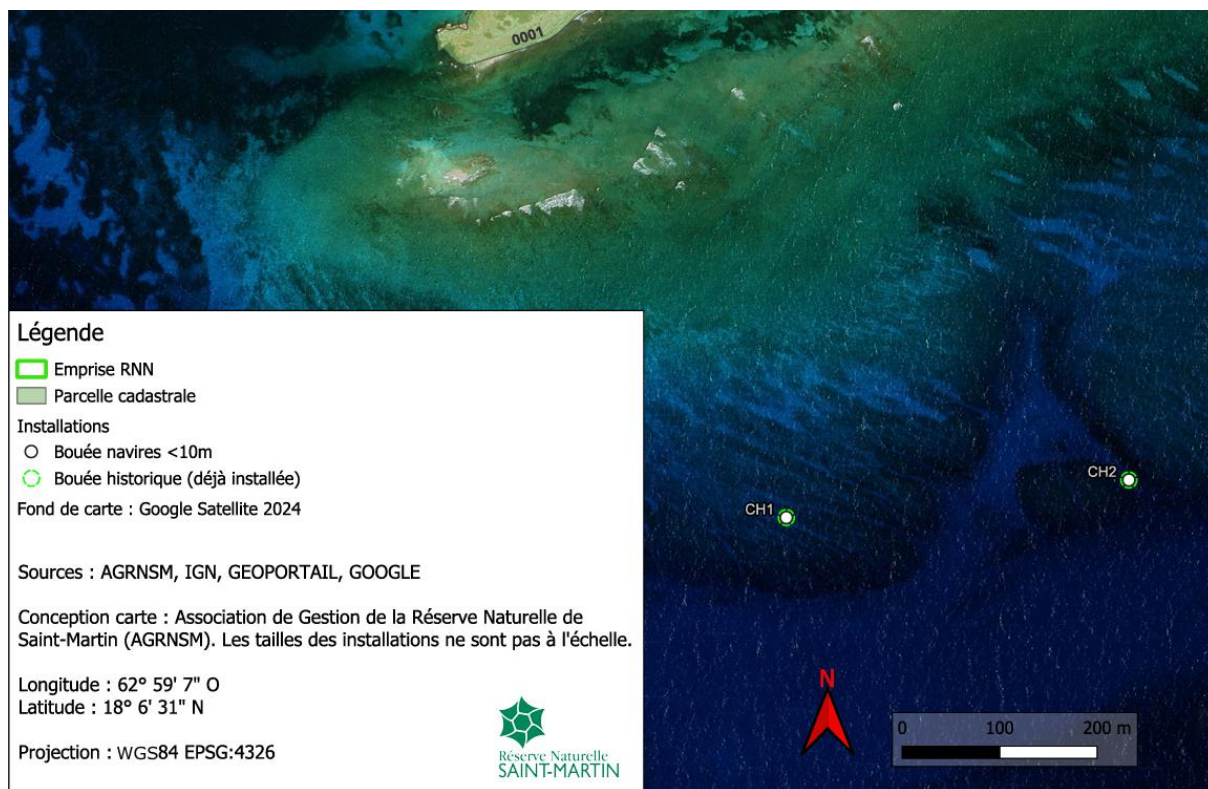 0001
Légende
Emprise RNN
Parcelle cadastrale
Installations
Bouée navires <10m
Bouée historique (déjà installée)
Fond de carte : Google Satellite 2024
Sources : AGRNSM, IGN, GEOPORTAIL, GOOGLE
Conception carte : Association de Gestion de la Réserve Naturelle de
Saint-Martin (AGRNSM). Les tailles des installations ne sont pas à l'échelle.
Longitude : 62° 59' 7" O
Latitude : 18° 6' 31" N
Projection : WGS84 EPSG:4326
Réserve Naturelle
SAINT-MARTIN
CH1
CH2
N
0 100 200 m